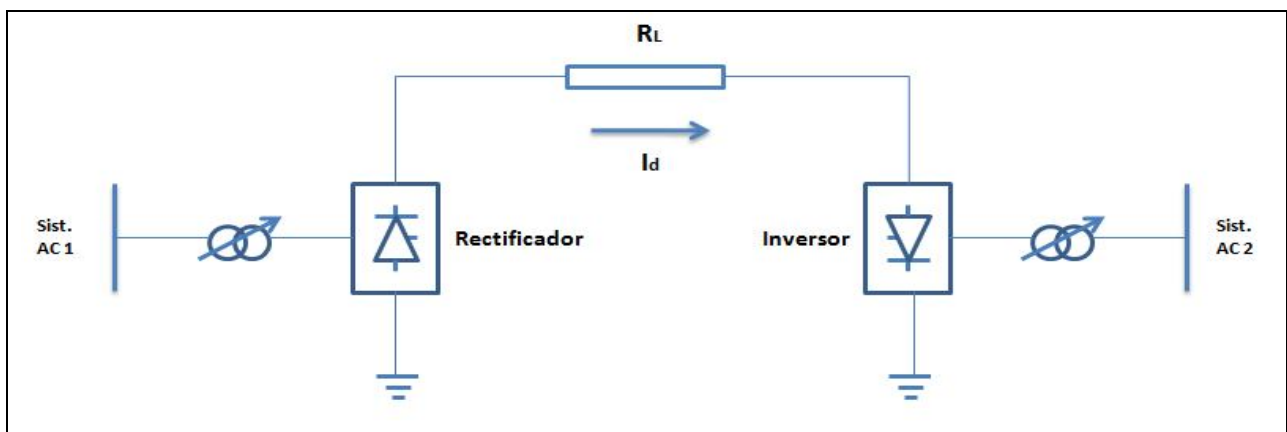 RL
Id
Sist.
AC 1
Rectificador
Inversor
Sist.
AC 2